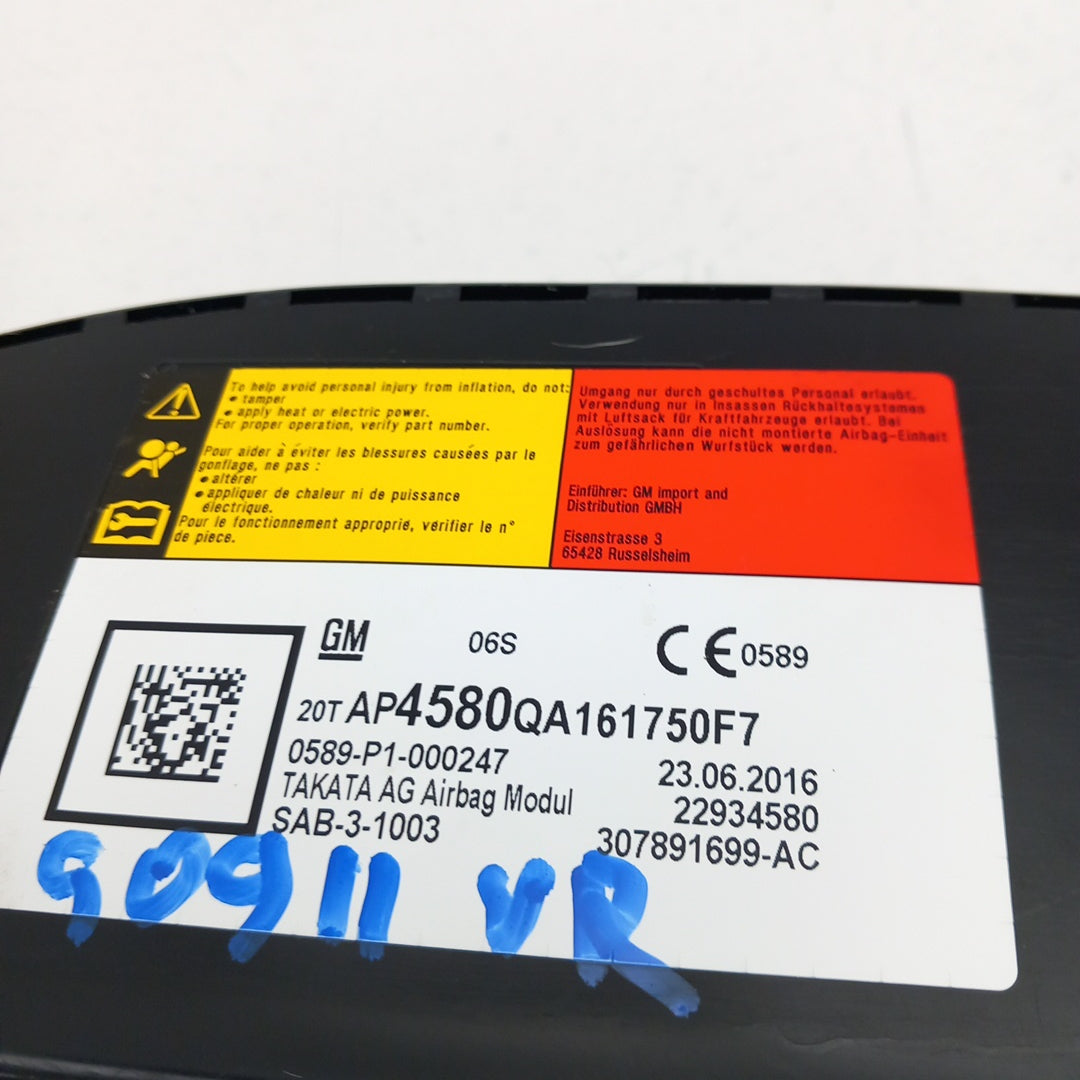 To help avoid personal injury from inflation, do not:
• tamper
• apply heat or electric power.
For proper operation, verify part number.
Pour aider à éviter les blessures causées par le
gonflage, ne pas :
• altérer
• appliquer de chaleur ni de puissance
électrique.
Pour le fonctionnement approprié, vérifier le n°
de piece.
Umgang nur durch geschultes Personal erlaubt.
Verwendung nur in Insassen Rückhaltesystemen
mit Luftsack für Kraftfahrzeuge erlaubt. Bei
Auslösung kann die nicht montierte Airbag-Einheit
zum gefährlichen Wurfstück werden.
Einführer: GM Import and
Distribution GMBH
Eisenstrasse 3
65428 Russelsheim
GM 06S CE 0589
20T AP4580QA161750F7
0589-P1-000247 23.06.2016
TAKATA AG Airbag Modul 22934580
SAB-3-1003 307891699-AC
90911 VR